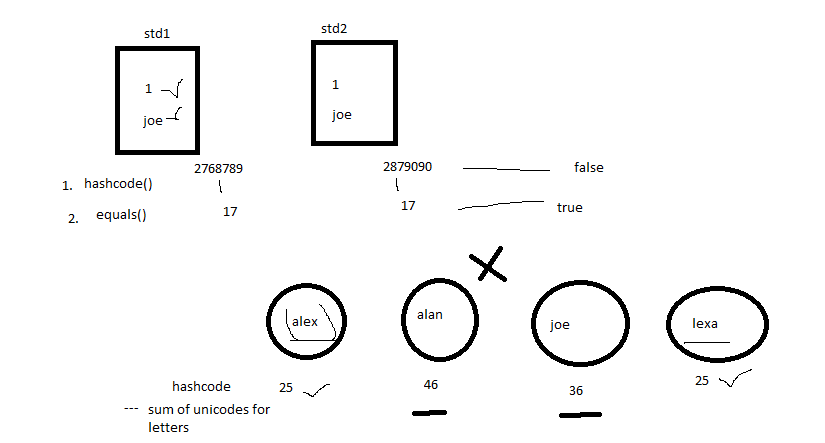 std1
std2
1
joe
1
joe
2768789
2879090
false
1. hashcode()
2. equals()
17
17
true
alex
alan
joe
lexa
hashcode
25
46
36
25
--- sum of unicodes for
letters